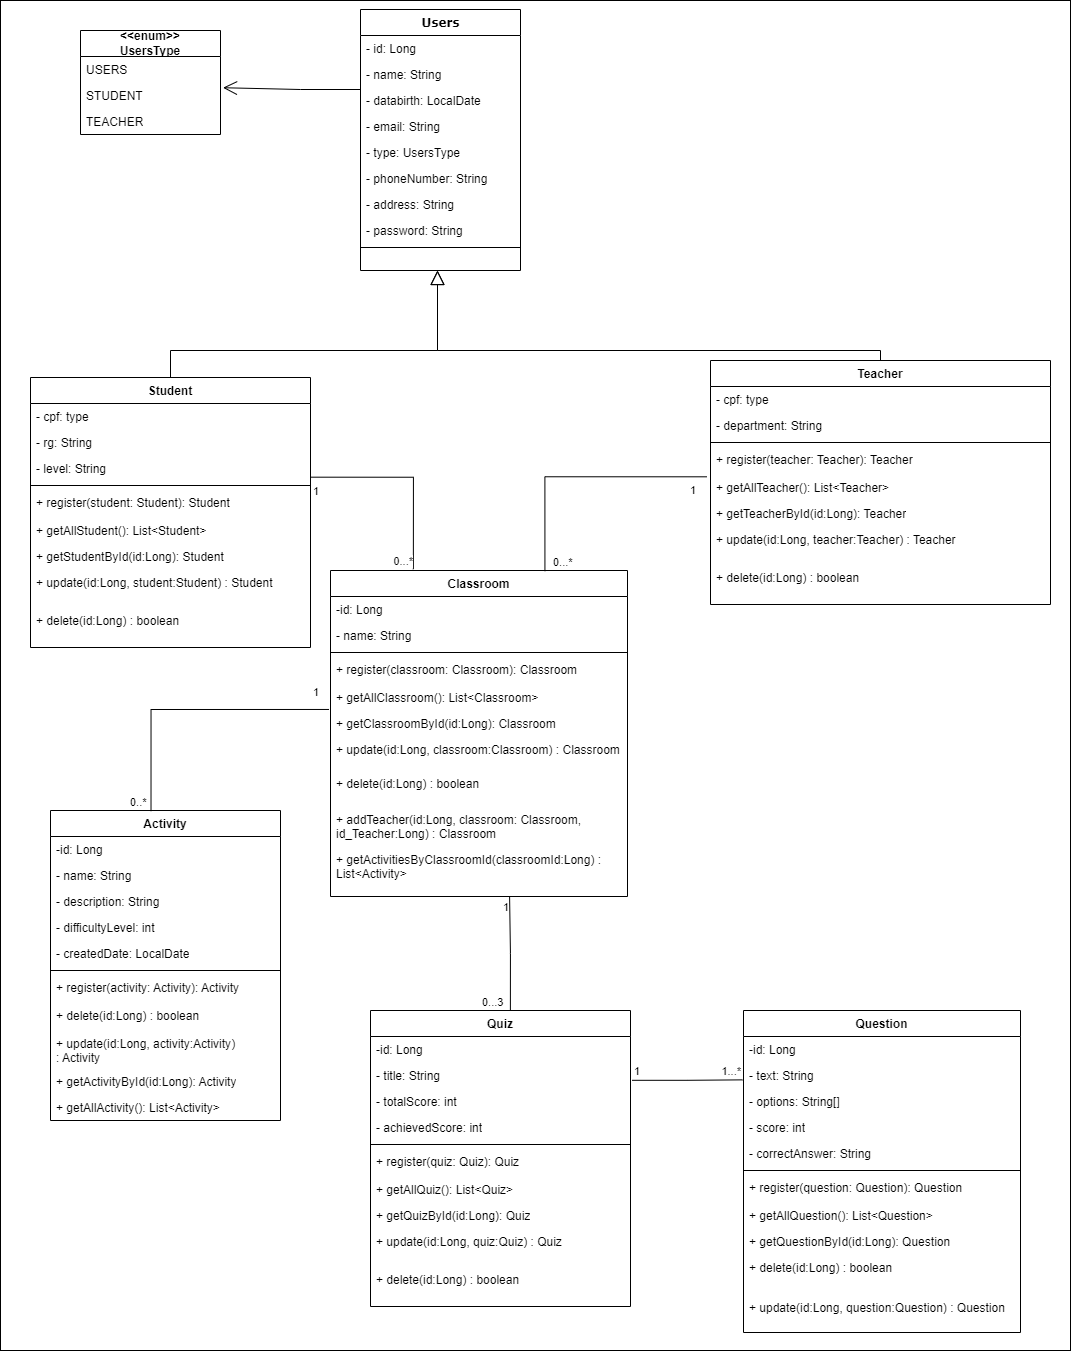 <<enum>>
UsersType
USERS
STUDENT
TEACHER
Users
- id: Long
- name: String
- databirth: LocalDate
- email: String
- type: UsersType
- phoneNumber: String
- address: String
- password: String
Student
- cpf: type
- rg: String
- level: String
+ register(student: Student): Student
+ getAllStudent(): List<Student>
+ getStudentById(id:Long): Student
+ update(id:Long, student:Student) : Student
+ delete(id:Long) : boolean
1
0...*
Teacher
- cpf: type
- department: String
+ register(teacher: Teacher): Teacher
+ getAllTeacher(): List<Teacher>
+ getTeacherById(id:Long): Teacher
+ update(id:Long, teacher:Teacher) : Teacher
+ delete(id:Long) : boolean
1
0...*
Classroom
-id: Long
- name: String
+ register(classroom: Classroom): Classroom
+ getAllClassroom(): List<Classroom>
+ getClassroomById(id:Long): Classroom
+ update(id:Long, classroom:Classroom) : Classroom
+ delete(id:Long) : boolean
+ addTeacher(id:Long, classroom: Classroom,
id_Teacher:Long) : Classroom
+ getActivitiesByClassroomId(classroomId:Long) :
List<Activity>
1
0..*
Activity
-id: Long
- name: String
- description: String
- difficultyLevel: int
- createdDate: LocalDate
+ register(activity: Activity): Activity
+ delete(id:Long) : boolean
+ update(id:Long, activity:Activity)
: Activity
+ getActivityById(id:Long): Activity
+ getAllActivity(): List<Activity>
1
0...3
Quiz
-id: Long
- title: String
- totalScore: int
- achievedScore: int
+ register(quiz: Quiz): Quiz
+ getAllQuiz(): List<Quiz>
+ getQuizById(id:Long): Quiz
+ update(id:Long, quiz:Quiz) : Quiz
+ delete(id:Long) : boolean
1
1...*
Question
-id: Long
- text: String
- options: String[]
- score: int
- correctAnswer: String
+ register(question: Question): Question
+ getAllQuestion(): List<Question>
+ getQuestionById(id:Long): Question
+ delete(id:Long) : boolean
+ update(id:Long, question:Question) : Question